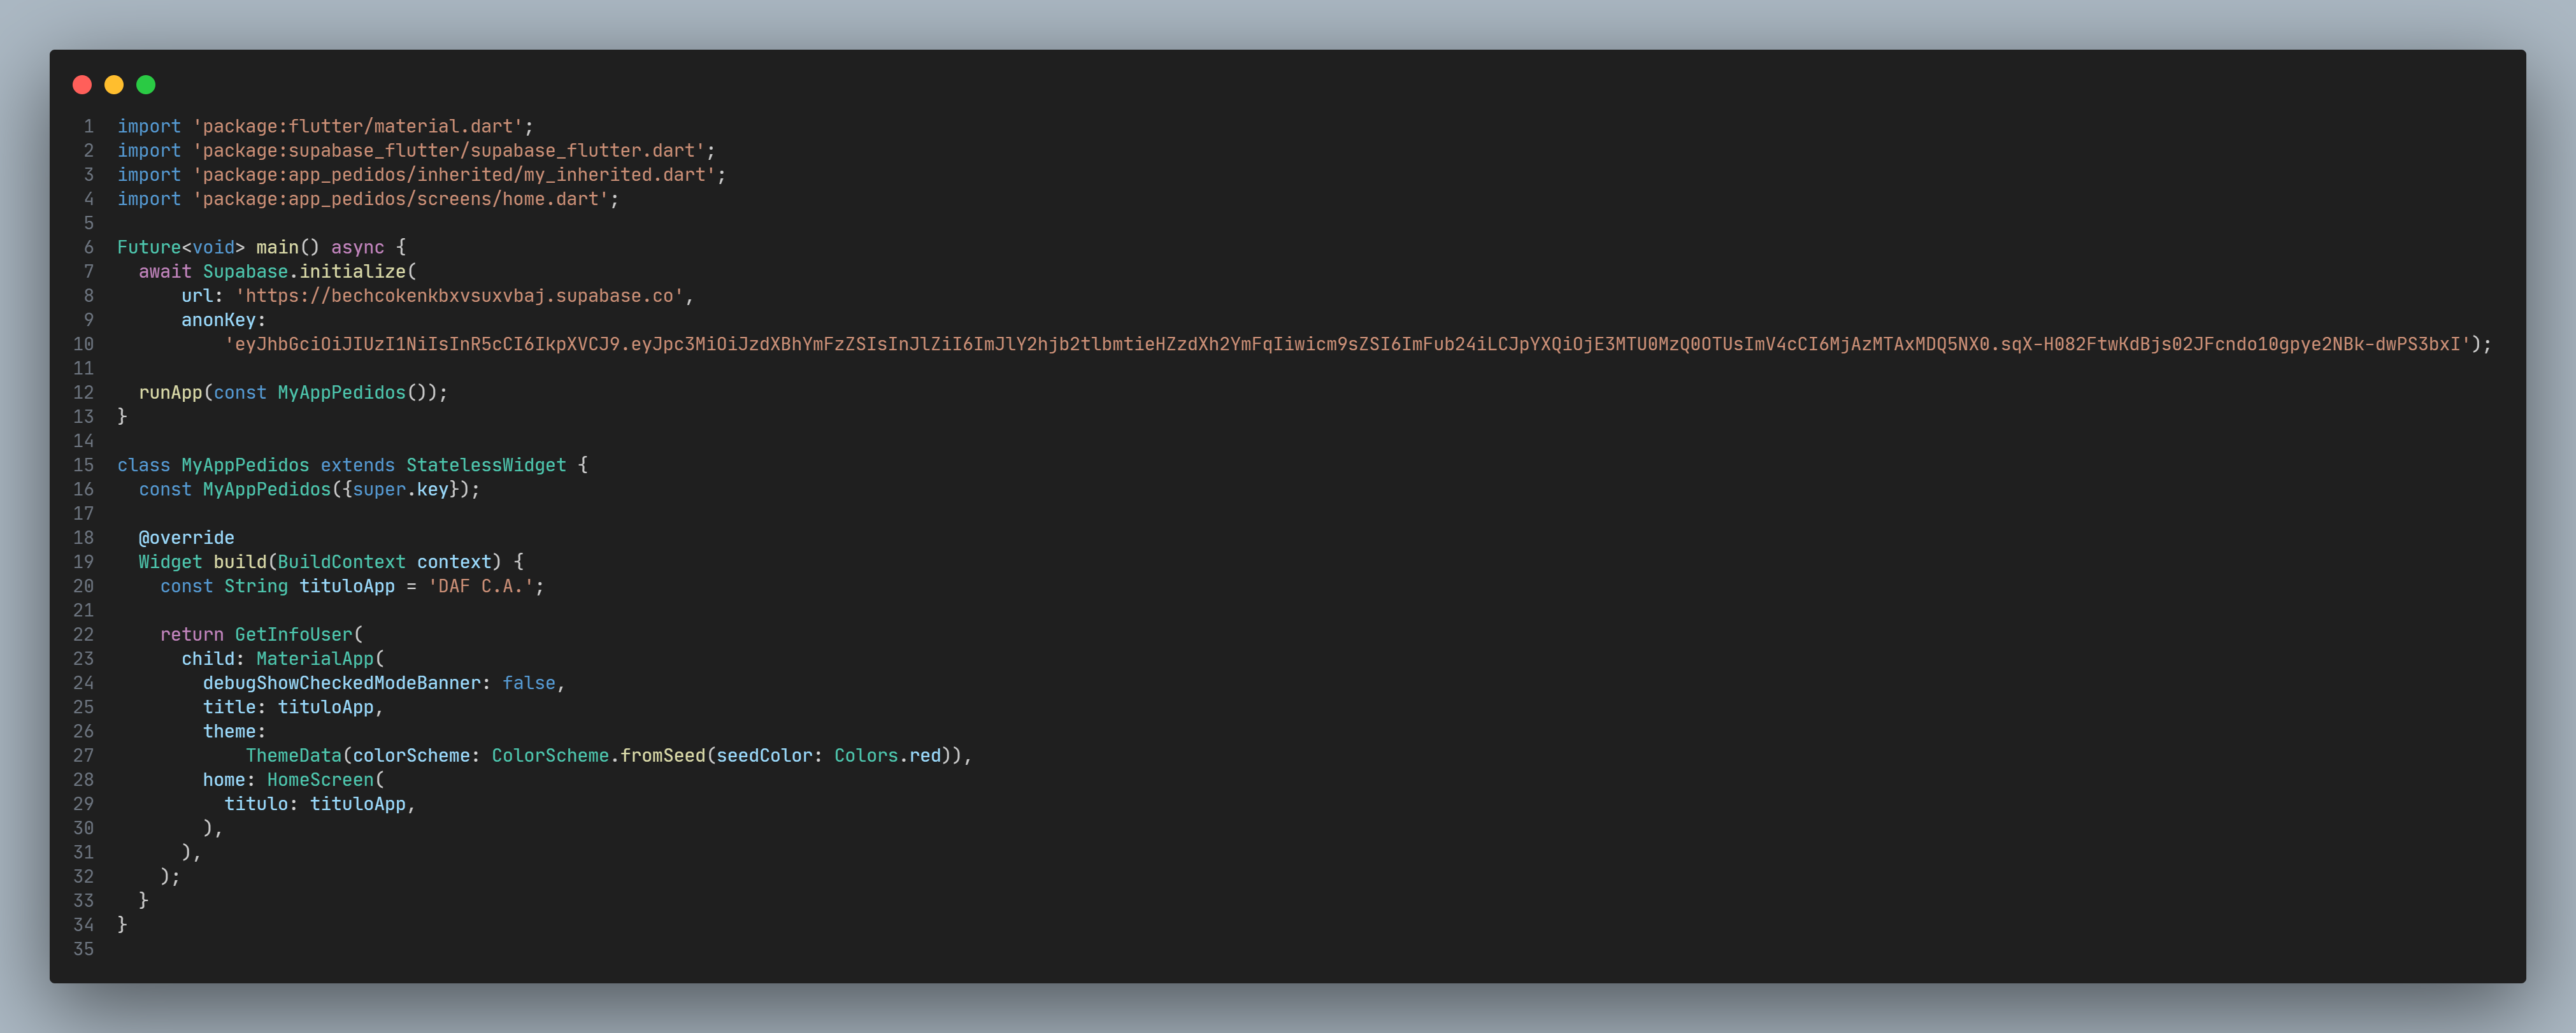 1 import 'package:flutter/material.dart';
2 import 'package:supabase_flutter/supabase_flutter.dart';
3 import 'package:app_pedidos/inherited/my_inherited.dart';
4 import 'package:app_pedidos/screens/home.dart';
5
6 Future<void> main() async {
7   await Supabase.initialize(
8       url: 'https://bechcokenkbxvsuxvbaj.supabase.co',
9       anonKey:
10           'eyJhbGciOiJIUzI1NiIsInR5cCI6IkpXVCJ9.eyJpc3MiOiJzdXBhYmFzZSIsInJlZiI6ImJlY2hjb2tlbmtieHZzdXh2YmFqIiwicm9sZSI6ImFub24iLCJpYXQiOjE3MTU0MzQ0OTUsImV4cCI6MjAzMTAxMDQ5NX0.sqX-H082FtwKdBjs02JFcndo10gpye2NBk-dwPS3bxI');
11
12   runApp(const MyAppPedidos());
13 }
14
15 class MyAppPedidos extends StatelessWidget {
16   const MyAppPedidos({super.key});
17
18   @override
19   Widget build(BuildContext context) {
20     const String tituloApp = 'DAF C.A.';
21
22     return GetInfoUser(
23       child: MaterialApp(
24         debugShowCheckedModeBanner: false,
25         title: tituloApp,
26         theme:
27             ThemeData(colorScheme: ColorScheme.fromSeed(seedColor: Colors.red)),
28         home: HomeScreen(
29           titulo: tituloApp,
30         ),
31       ),
32     );
33   }
34 }
35